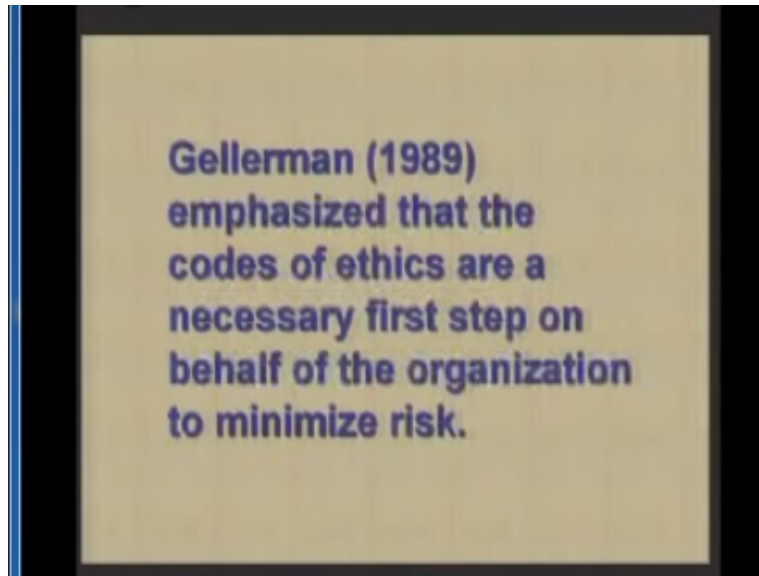 Gellerman (1989)
emphasized that the
codes of ethics are a
necessary first step on
behalf of the organization
to minimize risk.